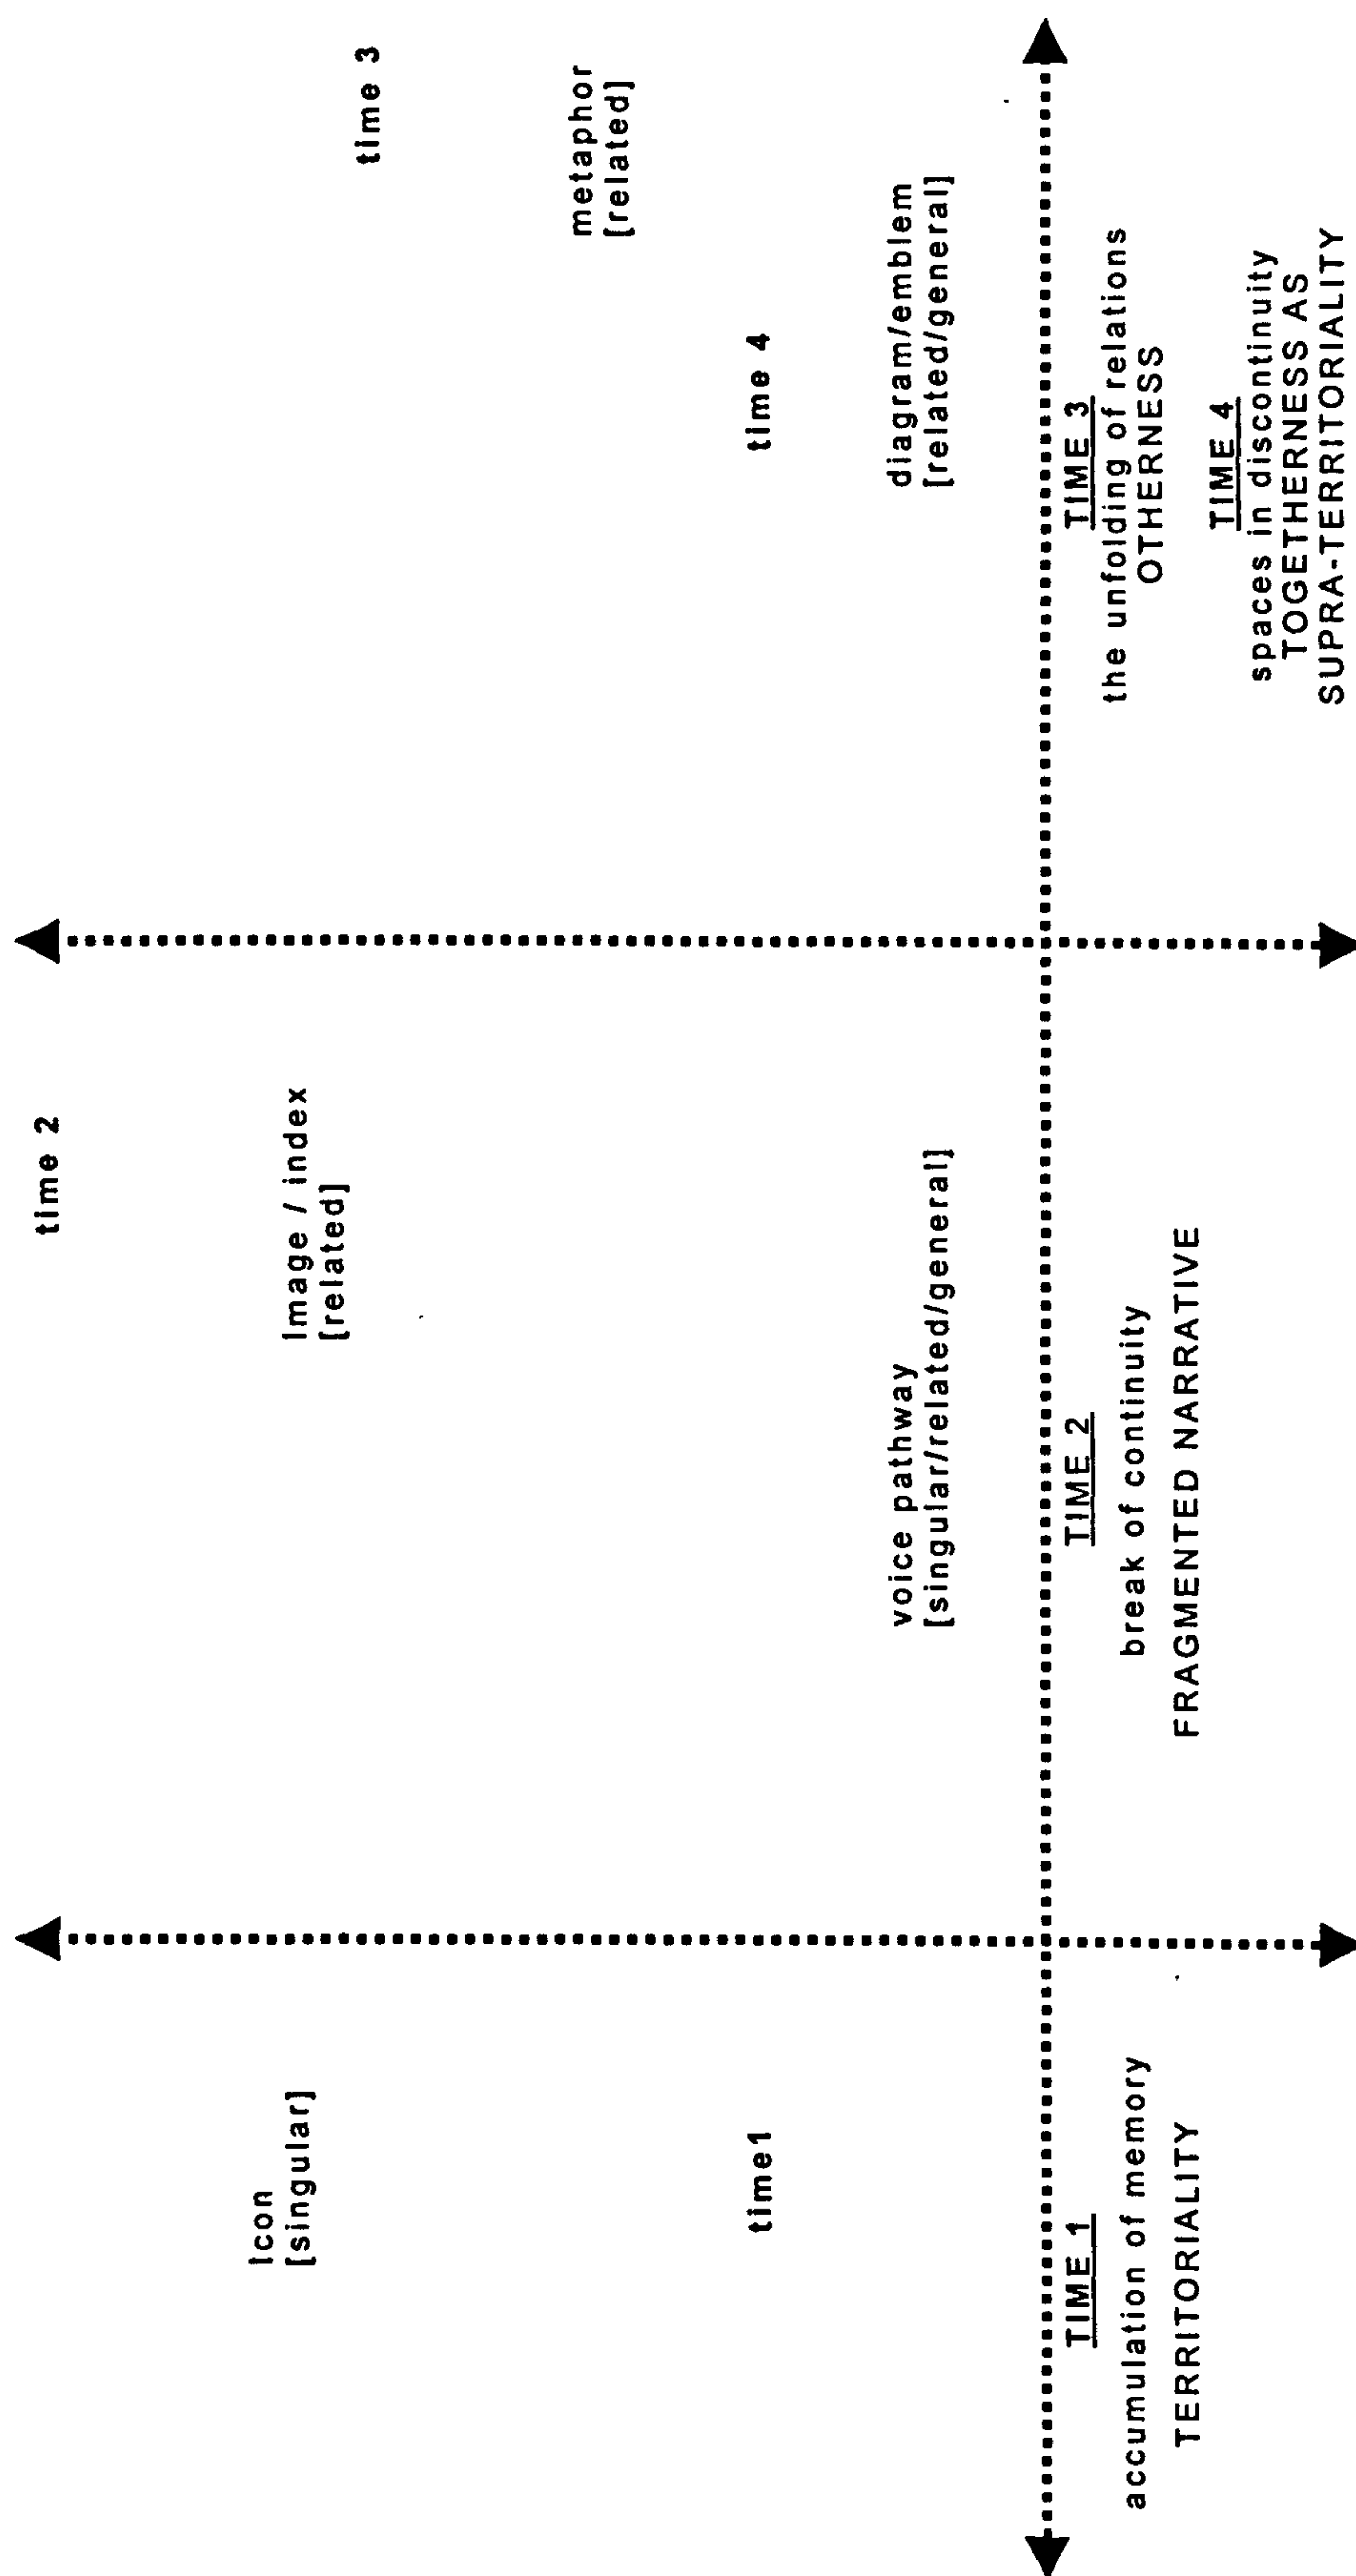 Icon
[singular]
time1
TIME 1
accumulation of memory
TERRITORIALITY
time 2
Image / index
[related]
voice pathway
[singular/related/general]
TIME 2
break of continuity
FRAGMENTED NARRATIVE
time 3
metaphor
[related]
time 4
diagram/emblem
[related/general]
TIME 3
the unfolding of relations
OTHERNESS
TIME 4
spaces in discontinuity
TOGETHERNESS AS
SUPRA-TERRITORIALITY